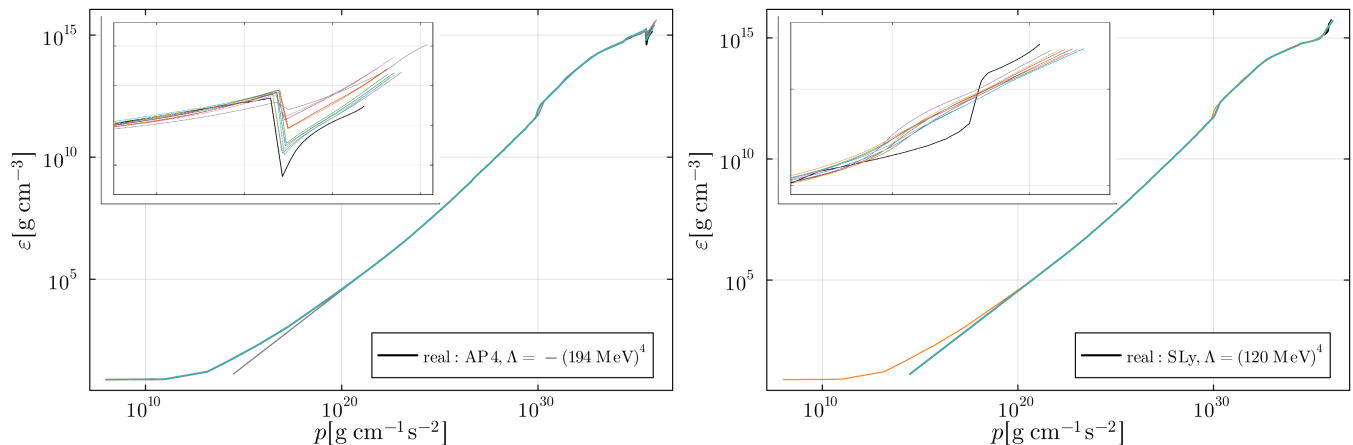 10^15
10^10
10^5
ε[g cm^−3]
real : AP4, Λ = −(194 MeV)^4
10^10
10^20
10^30
p[g cm^−1 s^−2]
10^15
10^10
10^5
ε[g cm^−3]
real : SLy, Λ = (120 MeV)^4
10^10
10^20
10^30
p[g cm^−1 s^−2]